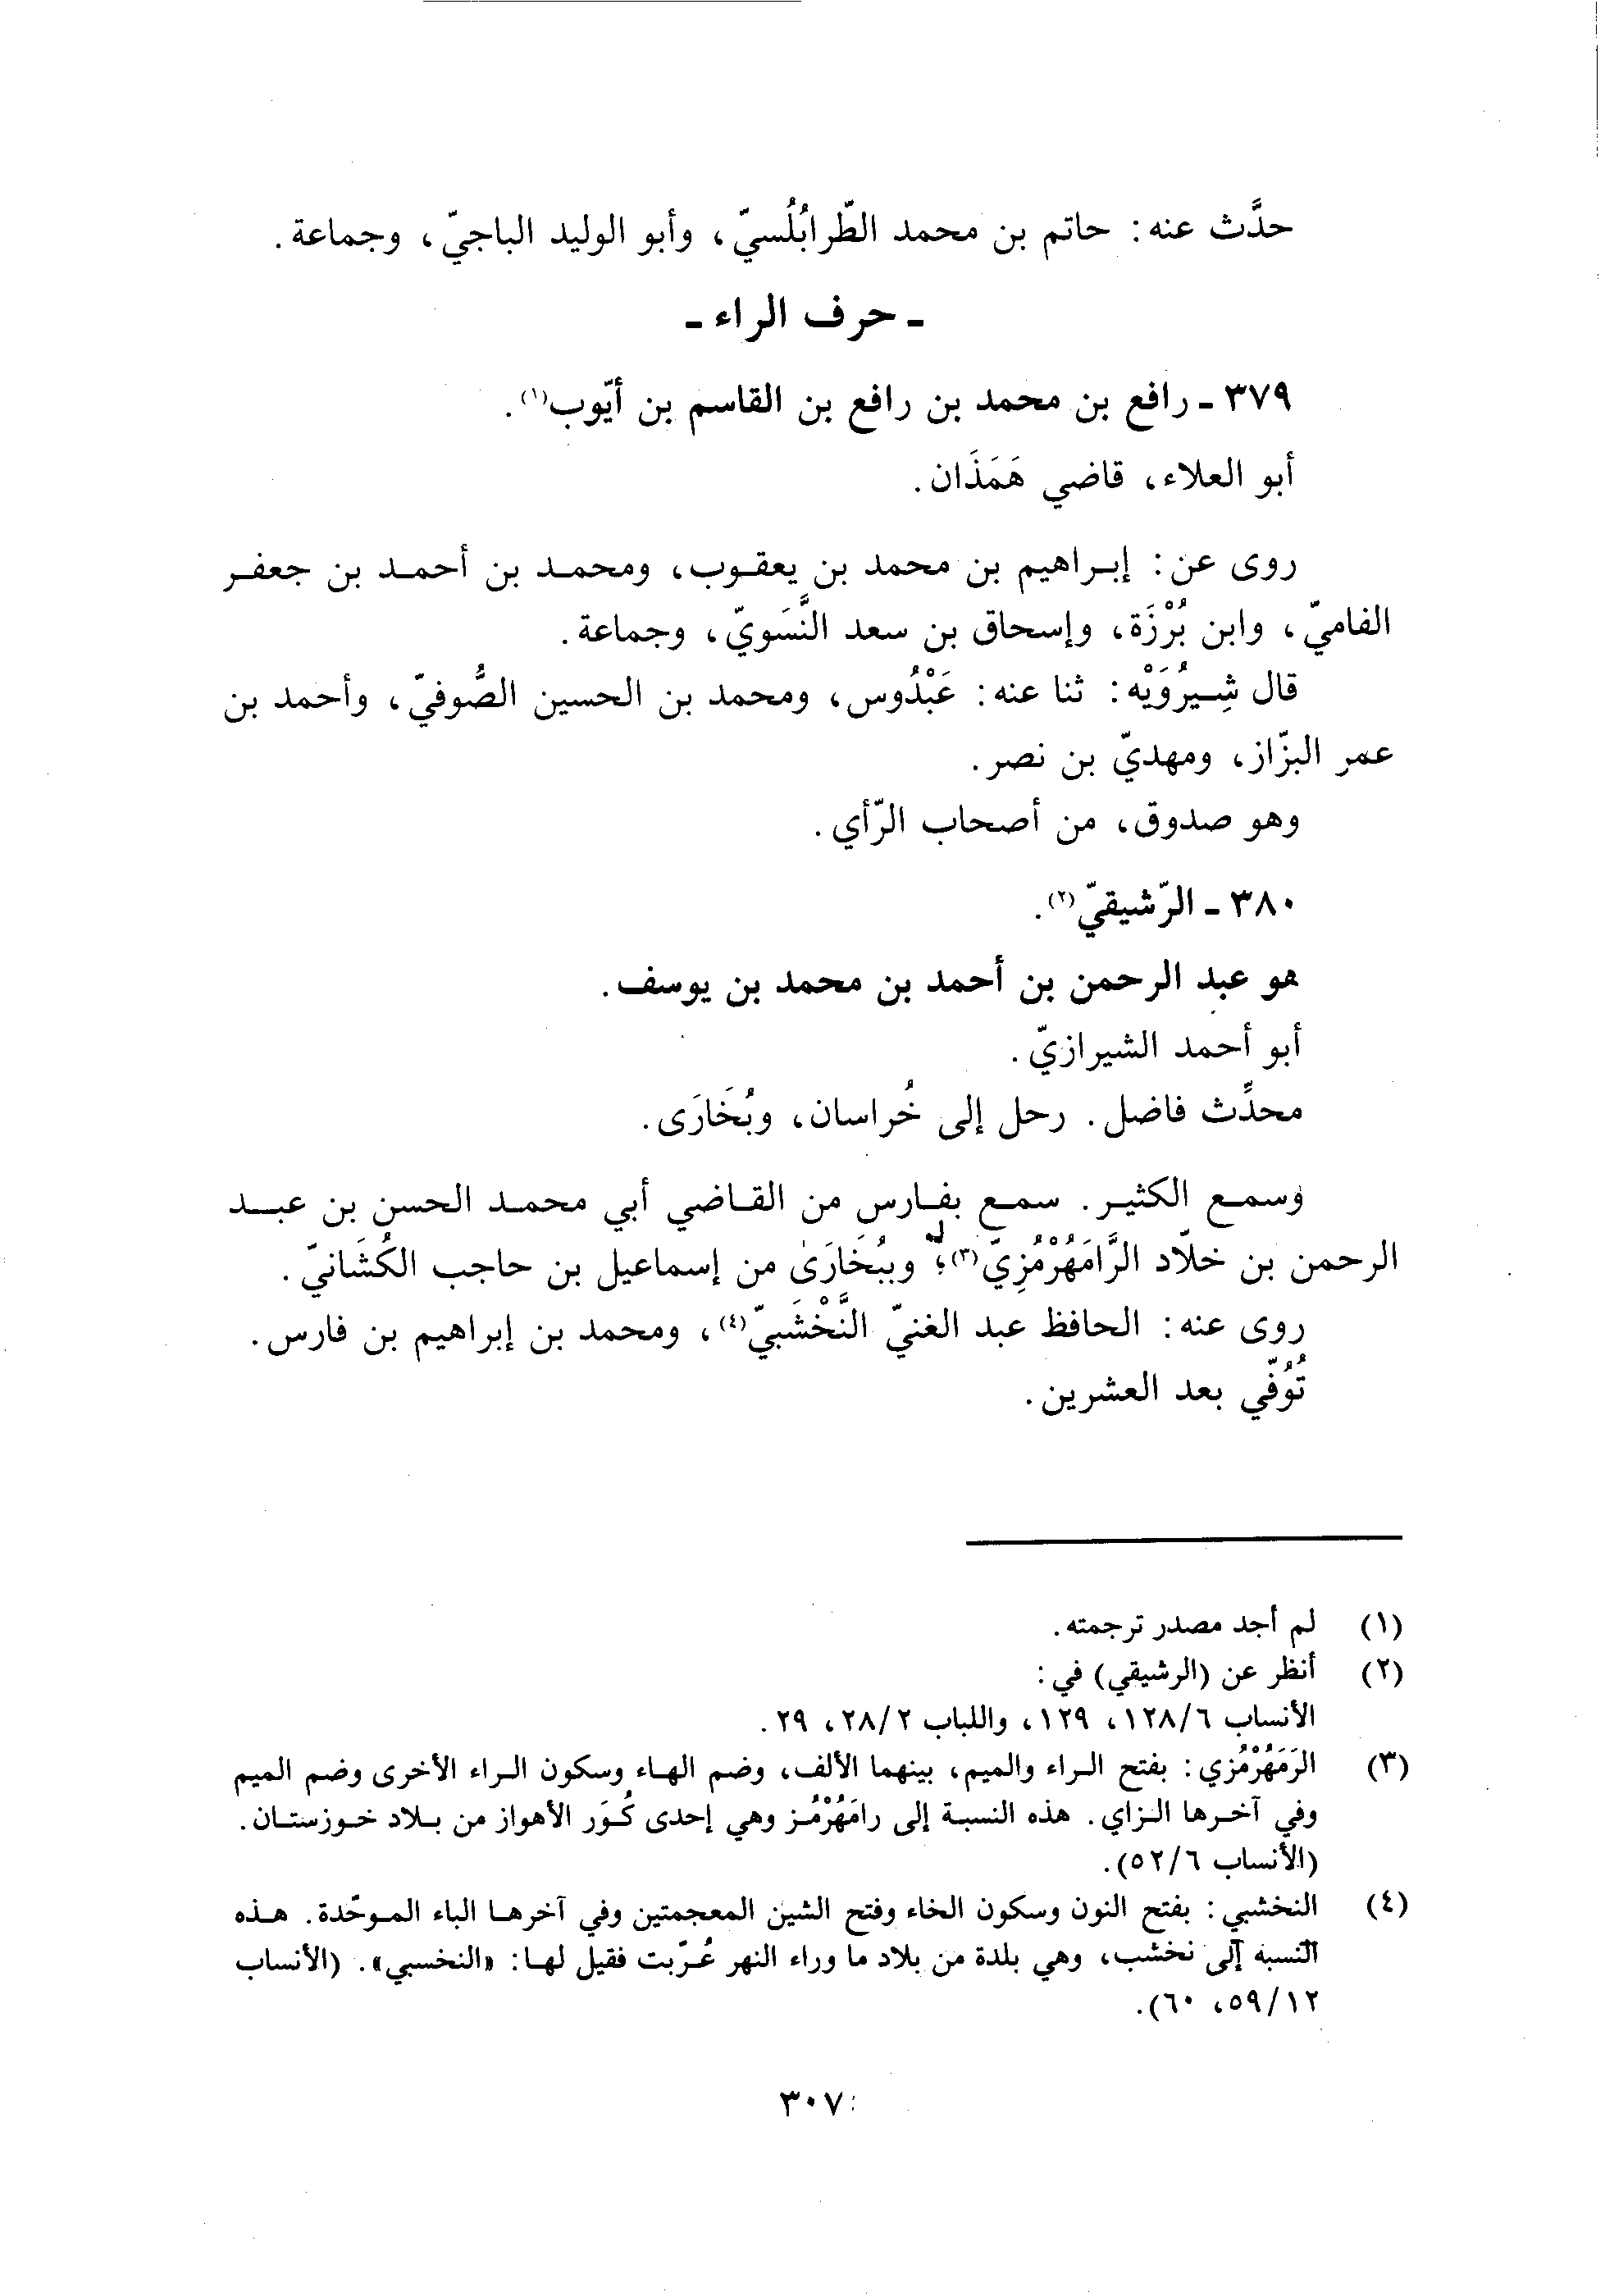 حدَّث عنه: حاتم بن محمد الطّرابُلُسيّ، وأبو الوليد الباجيّ، وجماعة.
ـ حرف الراء ـ
٣٧٩ ـ رافع بن محمد بن رافع بن القاسم بن أيّوب(١).
أبو العلاء، قاضي هَمَذَان.
روى عن: إبراهيم بن محمد بن يعقوب، ومحمد بن أحمد بن جعفر
الفاميّ، وابن بُرْزَة، وإسحاق بن سعد النَّسَويّ، وجماعة.
قال شِيرُوَيْه: ثنا عنه: عَبْدُوس، ومحمد بن الحسين الصُّوفيّ، وأحمد بن
عمر البزّاز، ومهديّ بن نصر.
وهو صدوق، من أصحاب الرّأي.
٣٨٠ ـ الرّشيقيّ(٢).
هو عبد الرحمن بن أحمد بن محمد بن يوسف.
أبو أحمد الشيرازيّ.
محدِّث فاضل. رحل إلى خُراسان، وبُخَارَى.
وسمع الكثير. سمع بفارس من القاضي أبي محمد الحسن بن عبد
الرحمن بن خلّاد الرَّامَهُرْمُزِيّ(٣)؛ وببُخَارَىٰ من إسماعيل بن حاجب الكُشَانيّ.
روى عنه: الحافظ عبد الغنيّ النَّخْشَبيّ(٤)، ومحمد بن إبراهيم بن فارس.
تُوُفّي بعد العشرين.
(١) لم أجد مصدر ترجمته.
(٢) أنظر عن (الرشيقي) في:
الأنساب ١٢٨/٦، ١٢٩، واللباب ٢٨/٢، ٢٩.
(٣) الرَمَهُرْمُزي: بفتح الراء والميم، بينهما الألف، وضم الهاء وسكون الراء الأخرى وضم الميم
وفي آخرها الزاي. هذه النسبة إلى رامَهُرْمُز وهي إحدى كُوَر الأهواز من بلاد خوزستان.
(الأنساب ٥٢/٦).
(٤) النخشبي: بفتح النون وسكون الخاء وفتح الشين المعجمتين وفي آخرها الباء الموحّدة. هذه
النسبه إلى نخشب، وهي بلدة من بلاد ما وراء النهر عُرّبت فقيل لها: «النخسبي». (الأنساب
٥٩/١٢، ٦٠).
٣٠٧